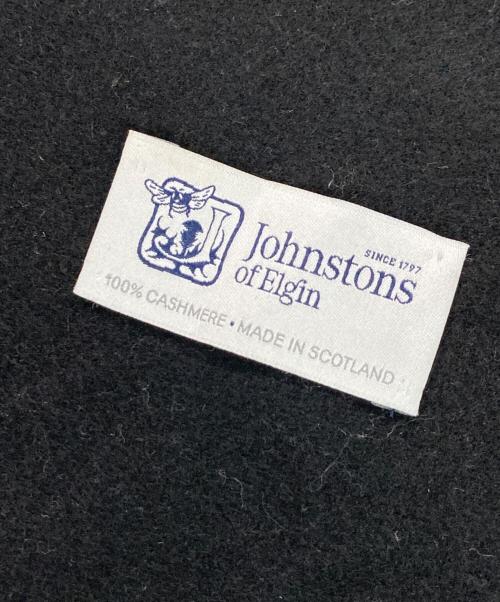 SINCE 1797
Johnstons
of Elgin
100% CASHMERE • MADE IN SCOTLAND